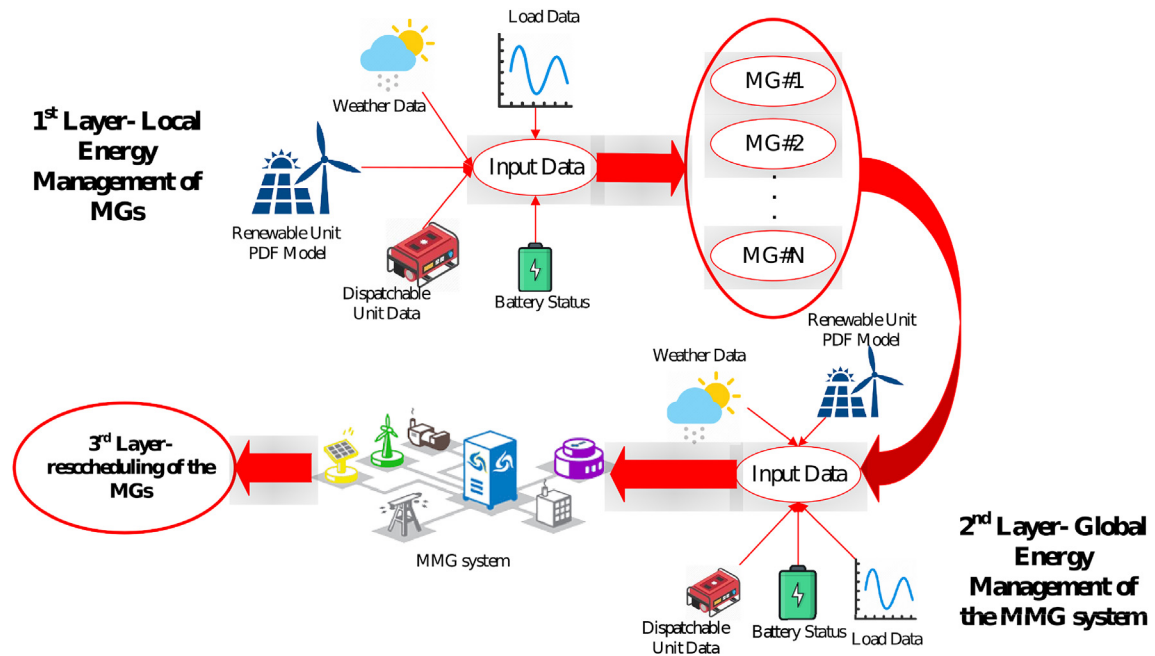 Load Data
Weather Data
1st Layer- Local
Energy
Management of
MGs
Input Data
MG#1
MG#2
MG#N
Renewable Unit
PDF Model
Dispatchable
Unit Data
Battery Status
Renewable Unit
PDF Model
Weather Data
3rd Layer-
resccheduling of the
MGs
Input Data
MMG system
2nd Layer- Global
Energy
Management of
the MMG system
Dispatchable
Unit Data
Battery Status
Load Data